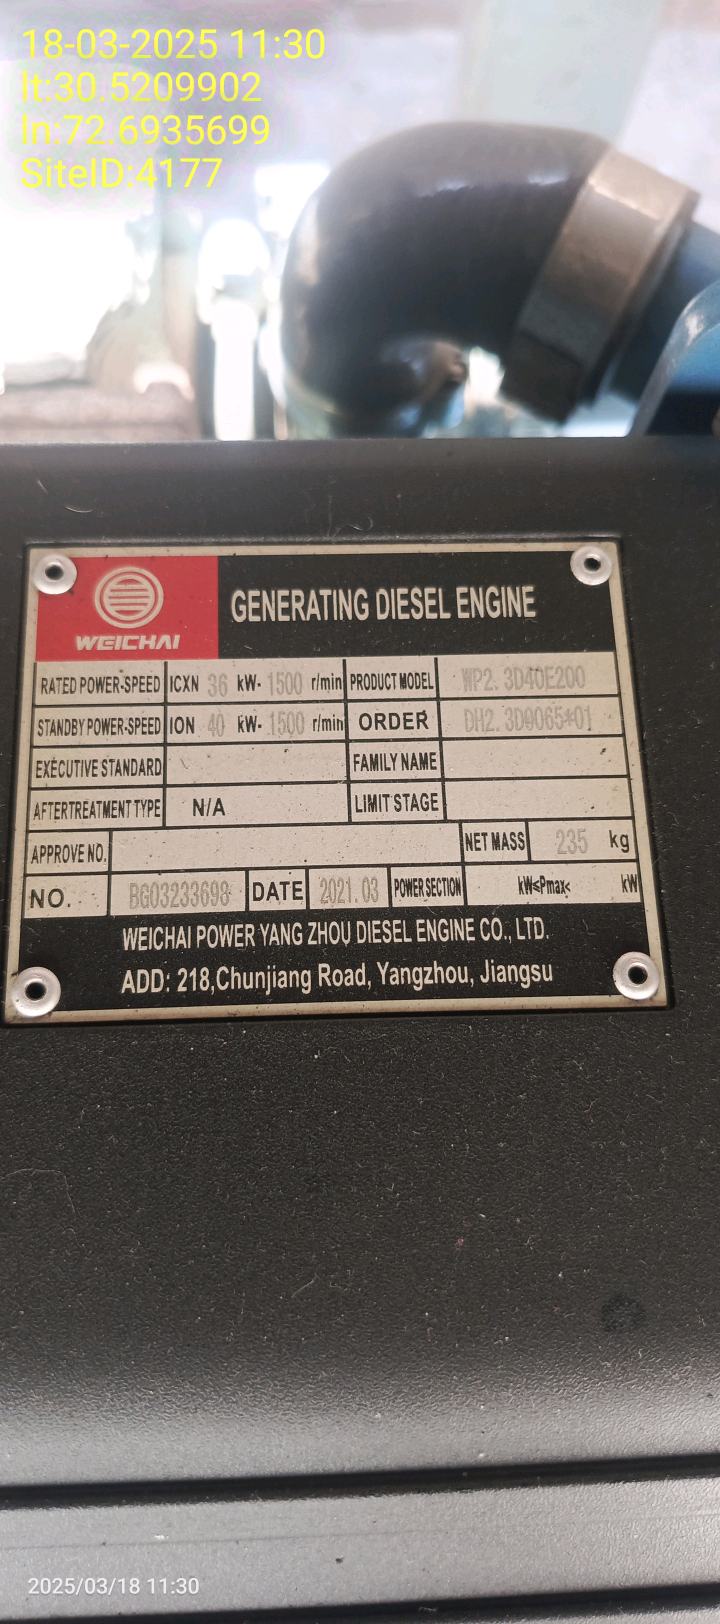 18-03-2025 11:30
lt:30.5209902
ln:72.6935699
SiteID:4177
WEICHAI
GENERATING DIESEL ENGINE
RATED POWER-SPEED ICXN 36 kW- 1500 r/min PRODUCT MODEL WP2.3D40E200
STANDBY POWER-SPEED ION 40 kW- 1500 r/min ORDER DH2.3D0065*01
EXECUTIVE STANDARD FAMILY NAME
AFTERTREATMENT TYPE N/A LIMIT STAGE
APPROVE NO. NET MASS 235 kg
NO. BG03233698 DATE 2021.03 POWER SECTION kW≤Pmax< kW
WEICHAI POWER YANG ZHOU DIESEL ENGINE CO., LTD.
ADD: 218,Chunjiang Road, Yangzhou, Jiangsu
2025/03/18 11:30